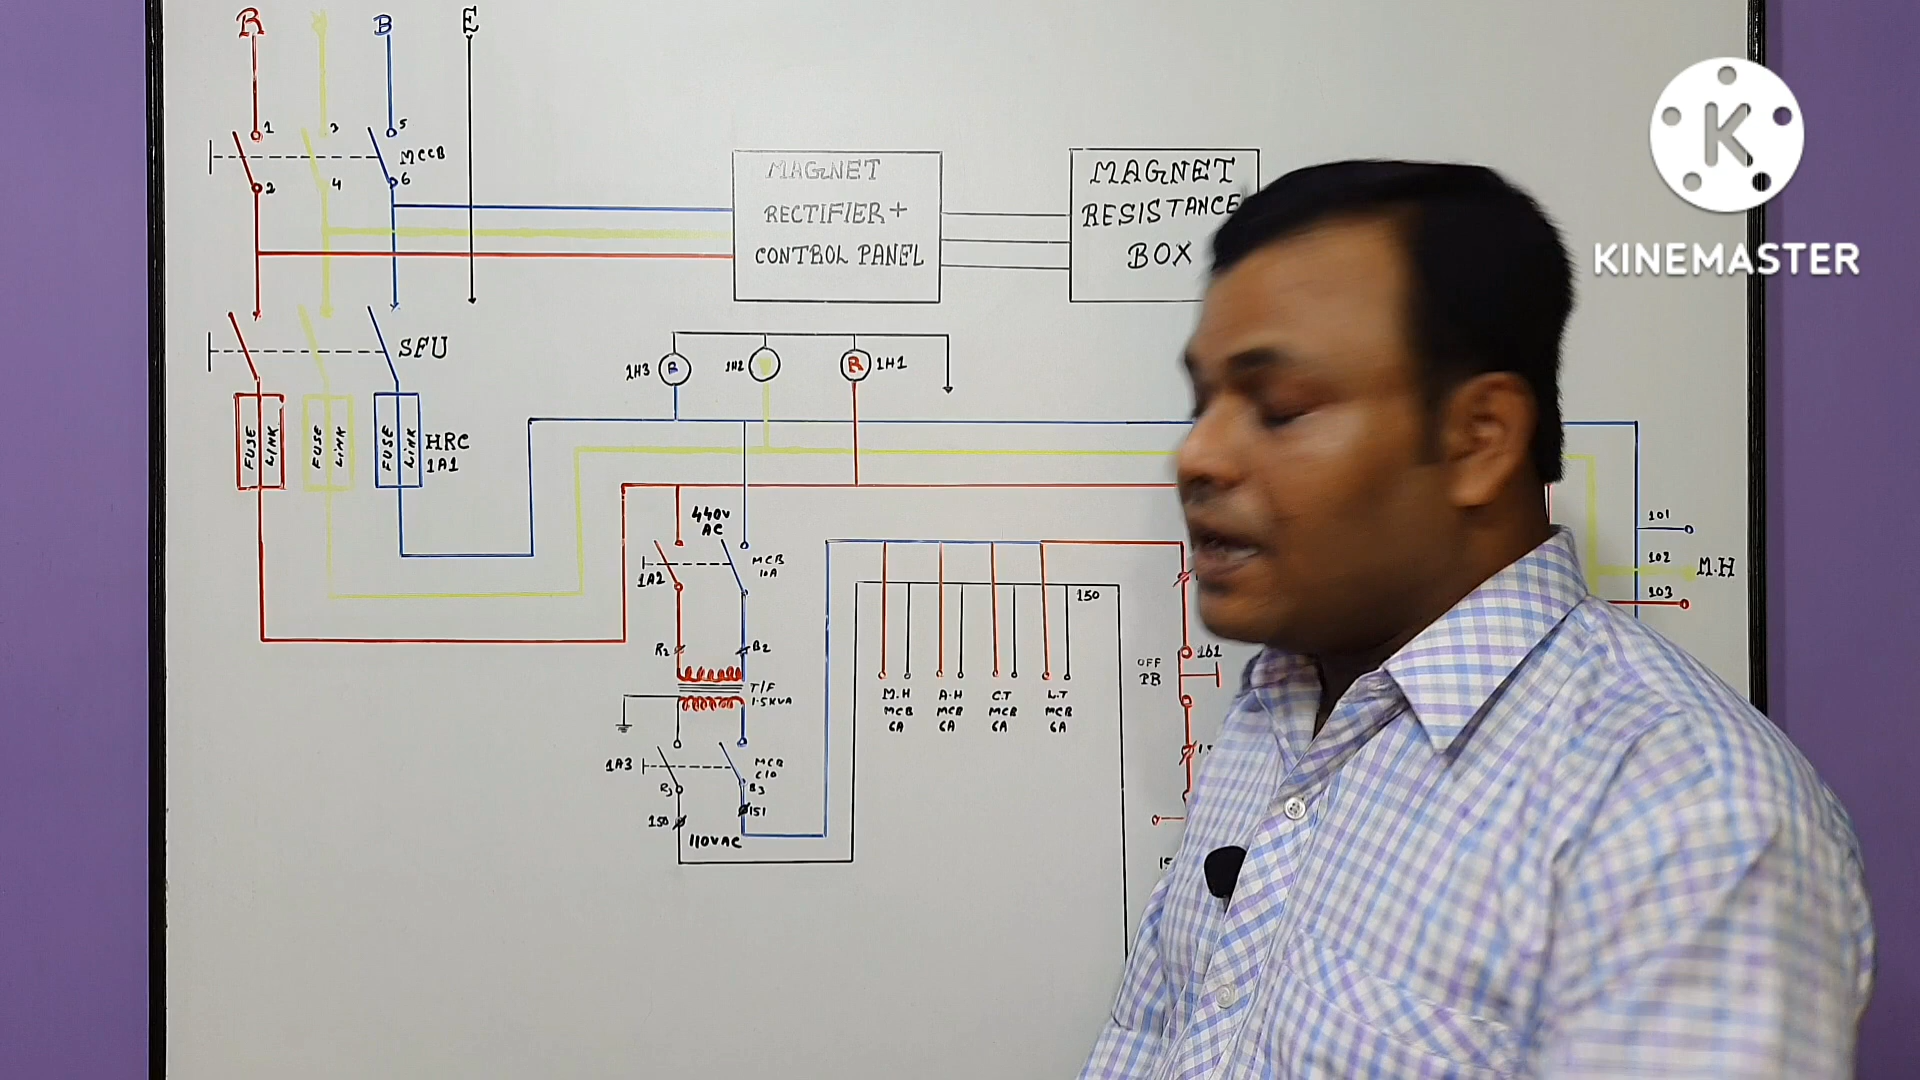 R Y B E
1 3 5
MCCB
2 4 6
MAGNET
RECTIFIER +
CONTROL PANEL
MAGNET
RESISTANCE
BOX
K
KINEMASTER
SFU
1H3 B 1H2 Y R 1H1
FUSE LINK
FUSE LINK
FUSE LINK
HRC
1A1
440V
AC
1A2
MCB
10A
R2 B2
T/F
1.5KVA
1A3
MCB
C10
R3 B3
150 151
110VAC
150
M.H
MCB
6A
A.H
MCB
6A
C.T
MCB
6A
L.T
MCB
6A
OFF
PB
1b1
101
102
M.H
103